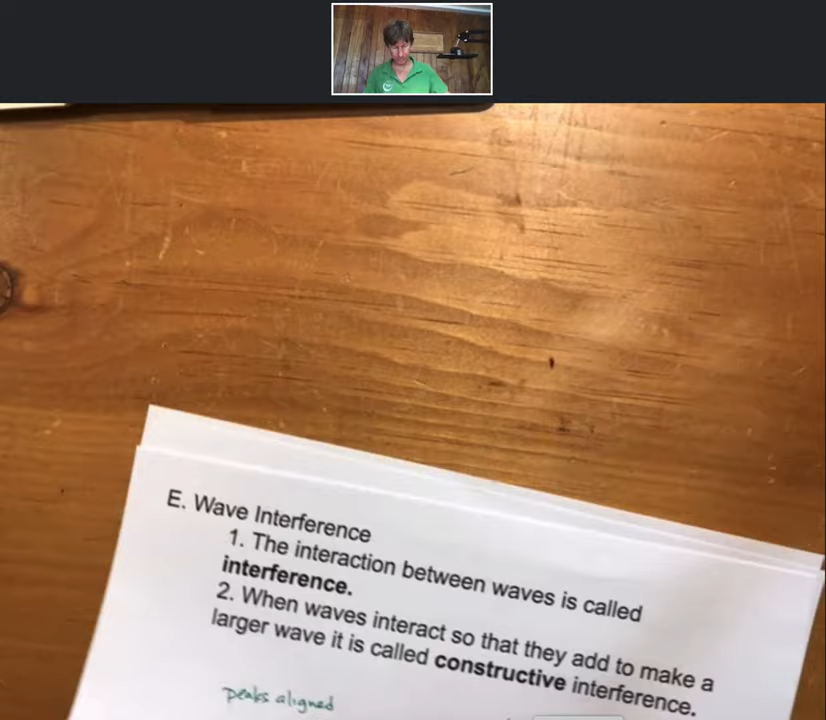 E. Wave Interference
1. The interaction between waves is called
interference.
2. When waves interact so that they add to make a
larger wave it is called constructive interference.
peaks aligned